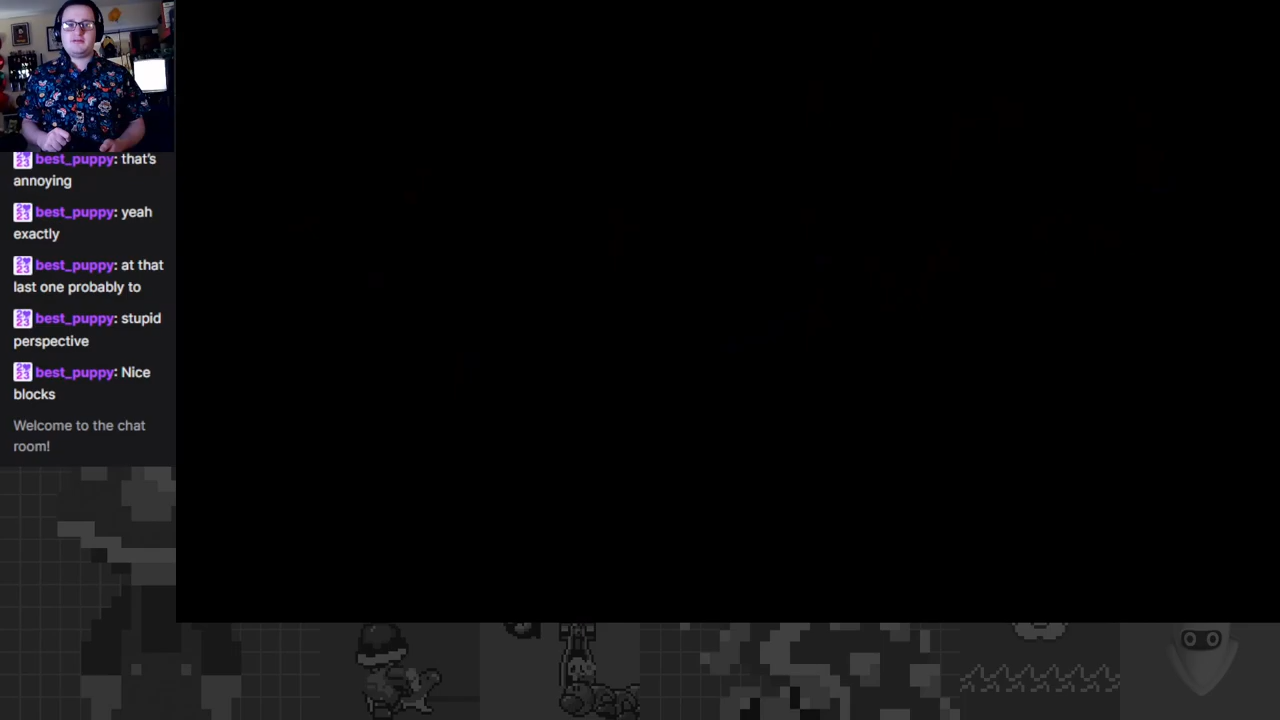 best_puppy: that's
annoying
best_puppy: yeah
exactly
best_puppy: at that
last one probably to
best_puppy: stupid
perspective
best_puppy: Nice
blocks
Welcome to the chat
room!